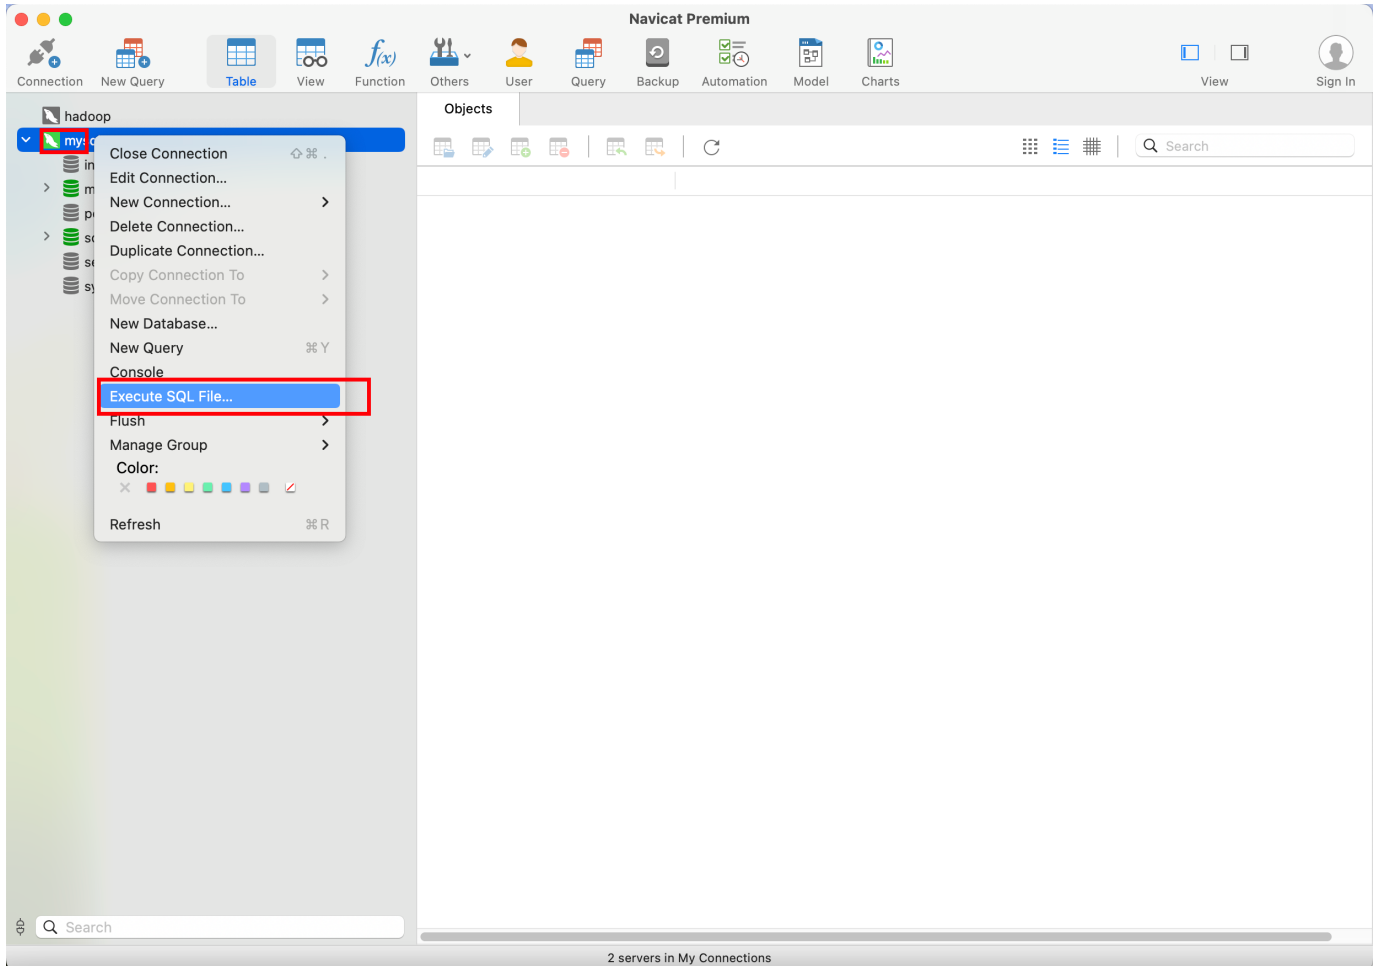 Navicat Premium
Connection New Query Table View Function Others User Query Backup Automation Model Charts View Sign In
hadoop
Objects
Search
Close Connection ⇧⌘ .
Edit Connection...
New Connection...
Delete Connection...
Duplicate Connection...
Copy Connection To
Move Connection To
New Database...
New Query ⌘Y
Console
Execute SQL File...
Flush
Manage Group
Color:
Refresh ⌘R
Search
2 servers in My Connections